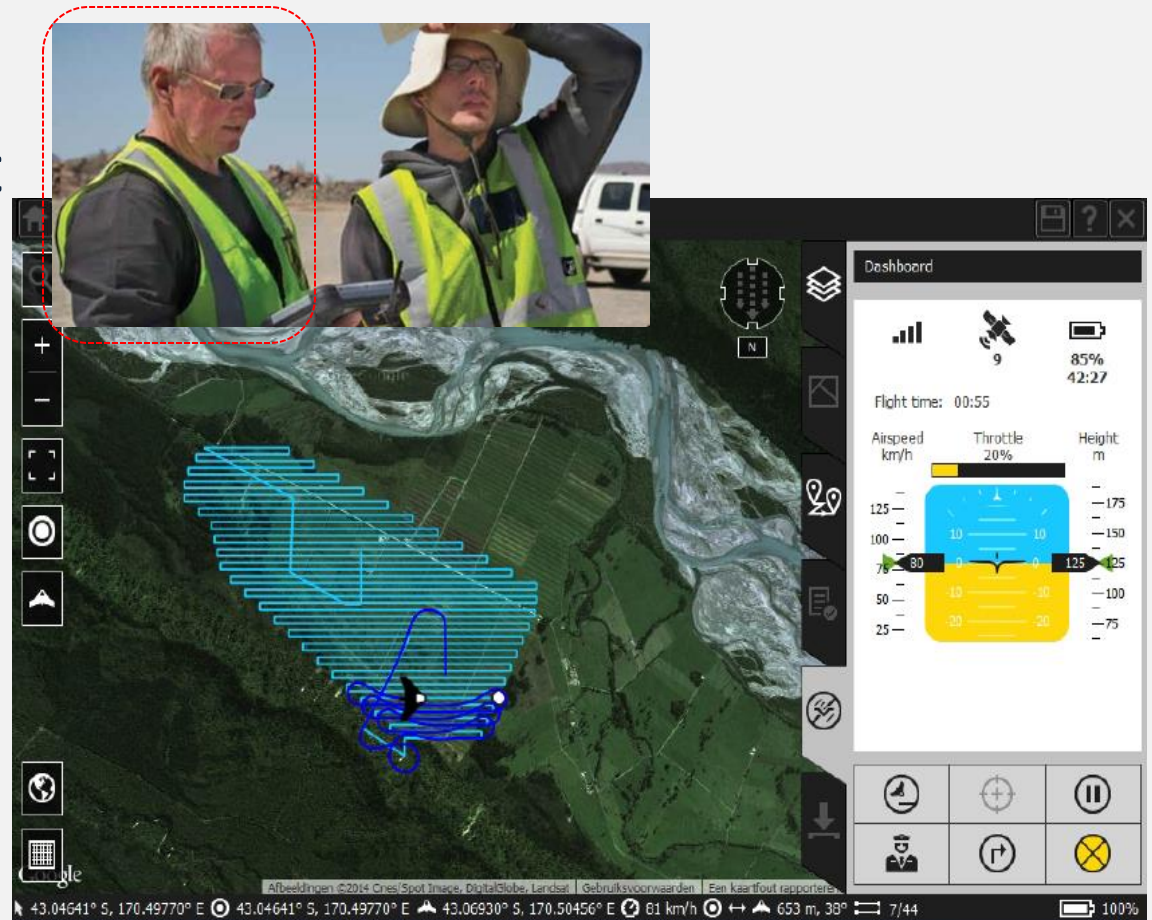 :
Dashboard
N
9
85%
42:27
Flight time: 00:55
Airspeed
km/h
Throttle
20%
Height
m
125
100
75
50
25
80
10
10
0
0
-10
-10
-20
-20
125
175
150
125
100
75
Google
Afbeeldingen ©2014 Cnes/Spot Image, DigitalGlobe, Landsat
Gebruiksvoorwaarden
Een kaartfout rapporteren
43.04641° S, 170.49770° E
43.04641° S, 170.49770° E
43.06930° S, 170.50456° E
81 km/h
653 m, 38°
7/44
100%